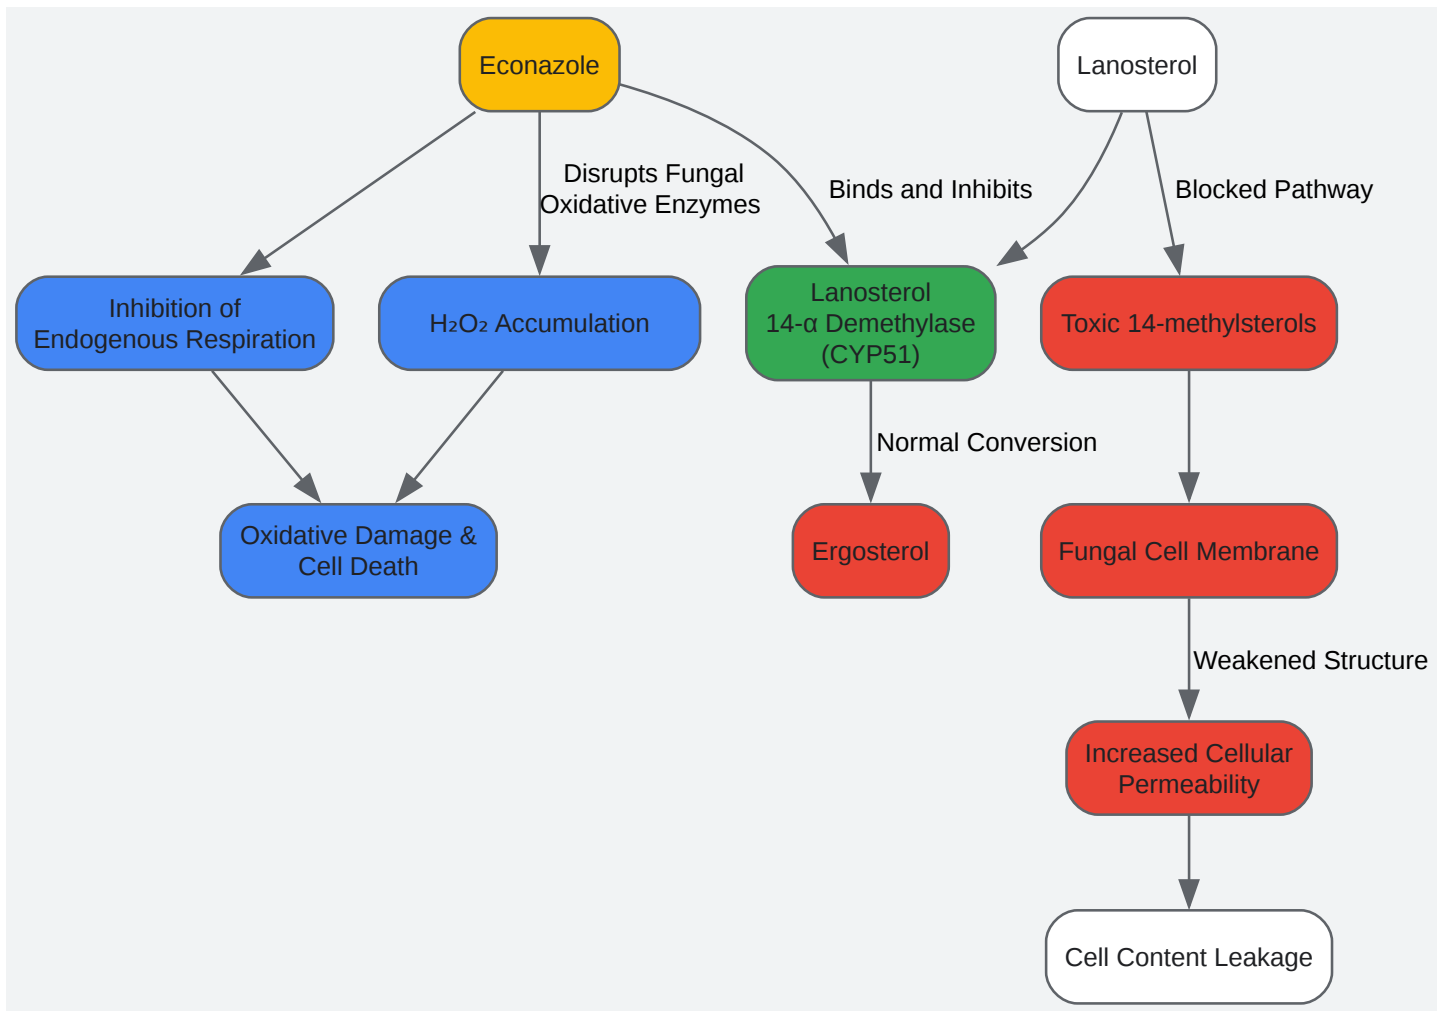 Econazole
Lanosterol
Disrupts Fungal
Oxidative Enzymes
Binds and Inhibits
Blocked Pathway
Inhibition of
Endogenous Respiration
H₂O₂ Accumulation
Lanosterol
14-α Demethylase
(CYP51)
Toxic 14-methylsterols
Normal Conversion
Oxidative Damage &
Cell Death
Ergosterol
Fungal Cell Membrane
Weakened Structure
Increased Cellular
Permeability
Cell Content Leakage